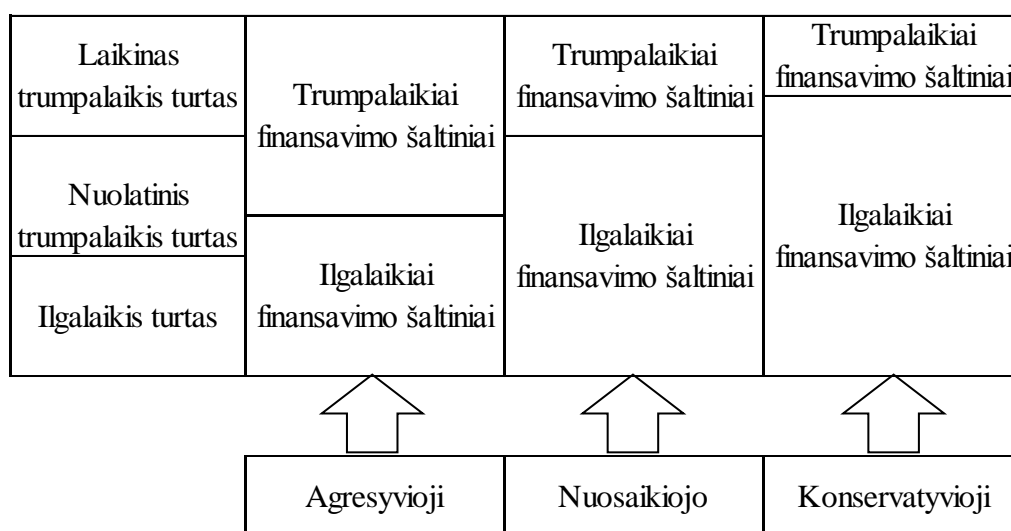 Laikinas
trumpalaikis turtas
Nuolatinis
trumpalaikis turtas
Ilgalaikis turtas
Trumpalaikiai
finansavimo šaltiniai
Ilgalaikiai
finansavimo šaltiniai
Trumpalaikiai
finansavimo šaltiniai
Ilgalaikiai
finansavimo šaltiniai
Trumpalaikiai
finansavimo šaltiniai
Ilgalaikiai
finansavimo šaltiniai
Agresyvioji
Nuosaikiojo
Konservatyvioji